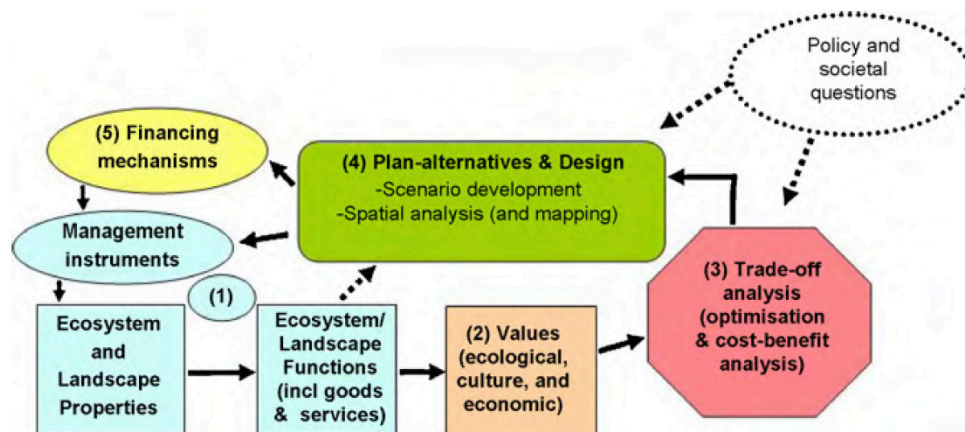 Policy and
societal
questions
(5) Financing
mechanisms
(4) Plan-alternatives & Design
-Scenario development
-Spatial analysis (and mapping)
Management
instruments
(3) Trade-off
analysis
(optimisation
& cost-benefit
analysis)
(1)
Ecosystem
and
Landscape
Properties
Ecosystem/
Landscape
Functions
(incl goods
& services)
(2) Values
(ecological,
culture, and
economic)